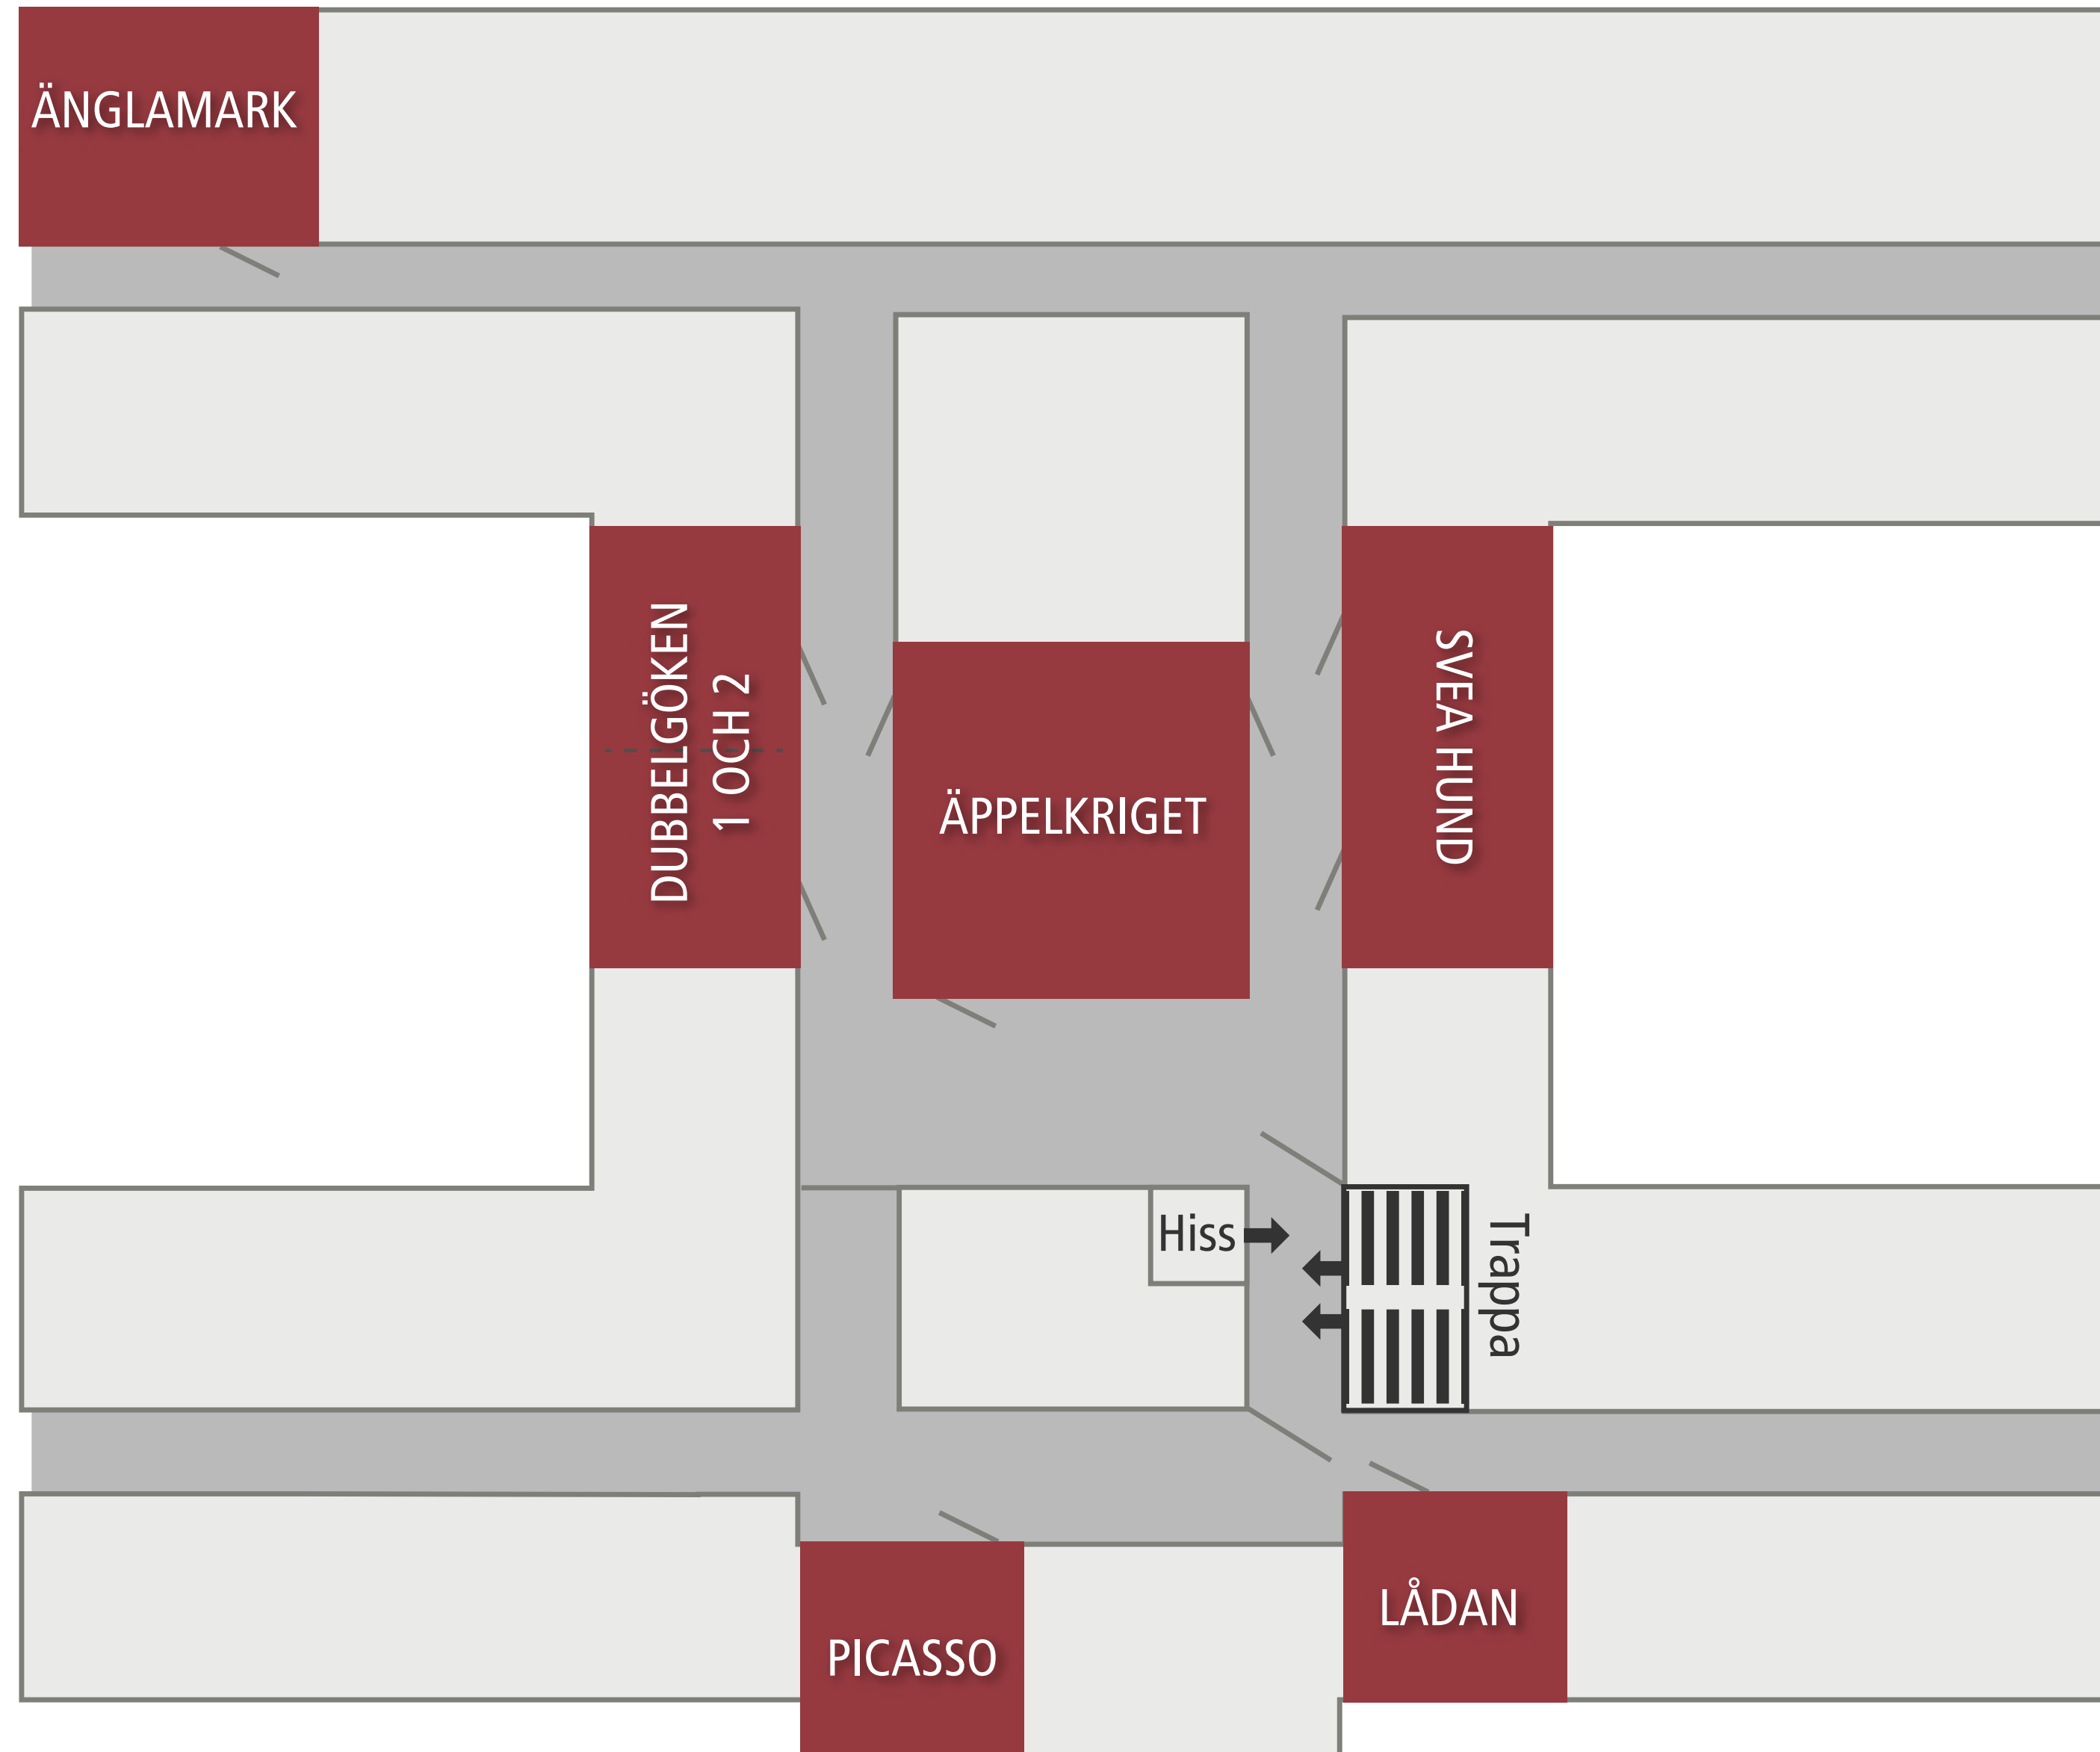 ÄNGLAMARK
DUBBELGÖKEN
1 OCH 2
ÄPPELKRIGET
SVEA HUND
Hiss
Trappa
PICASSO
LÅDAN